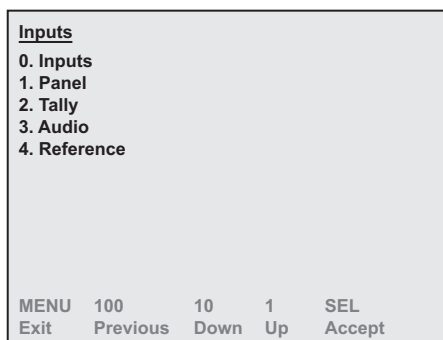 Inputs
0. Inputs
1. Panel
2. Tally
3. Audio
4. Reference
MENU 100 10 1 SEL
Exit Previous Down Up Accept